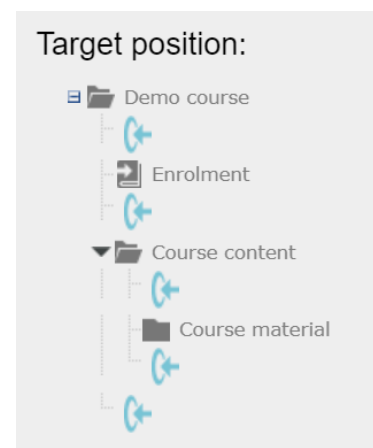 Target position:
Demo course
Enrolment
Course content
Course material